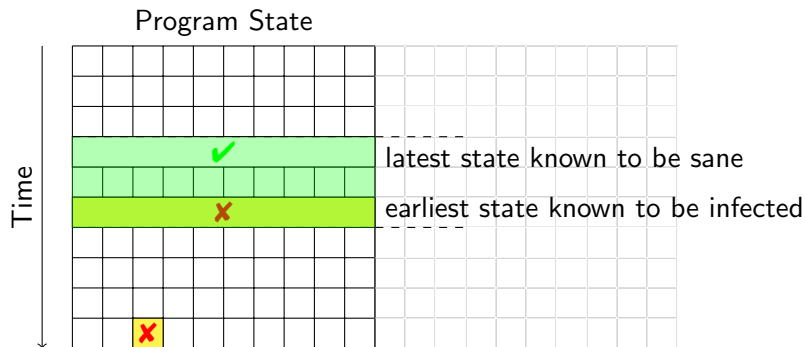 Program State
✔
latest state known to be sane
Time
✘
earliest state known to be infected
✘